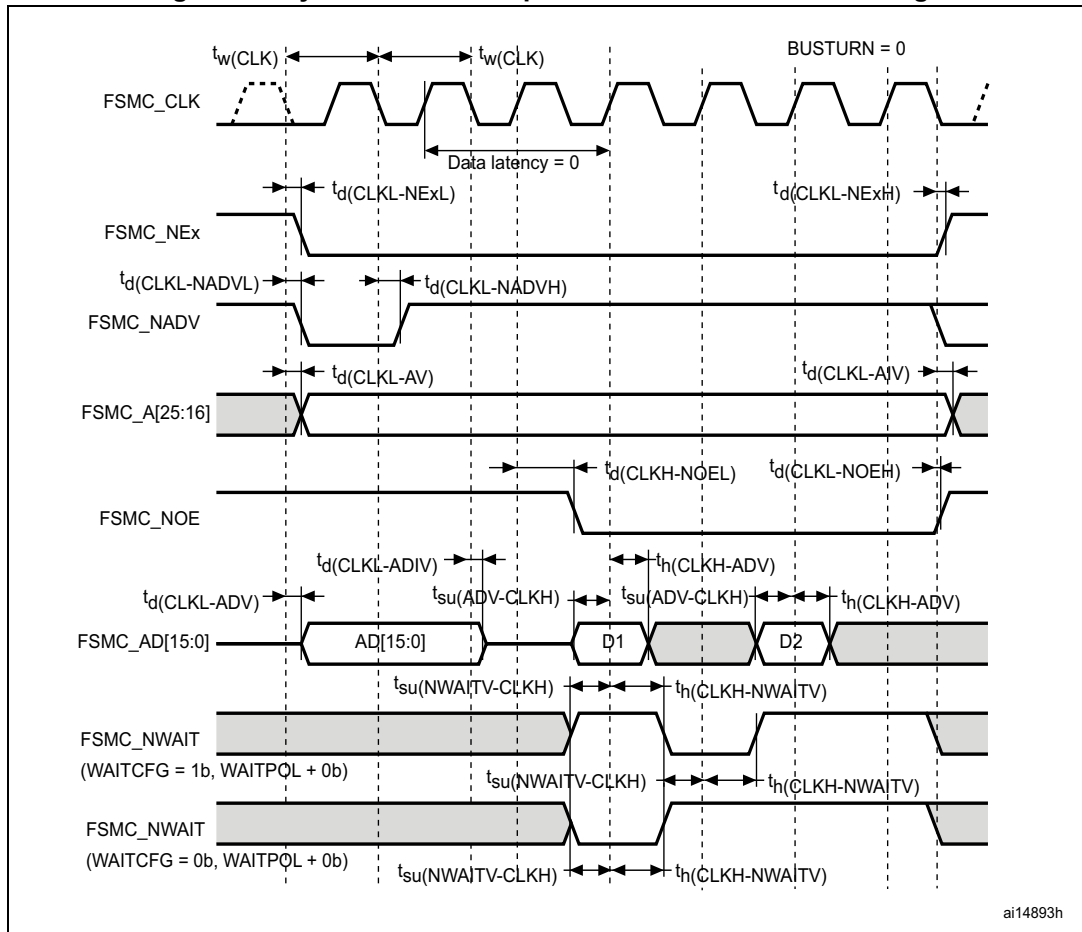 tw(CLK) tw(CLK) BUSTURN = 0
FSMC_CLK
Data latency = 0
td(CLKL-NExL) td(CLKL-NExH)
FSMC_NEx
td(CLKL-NADVL) td(CLKL-NADVH)
FSMC_NADV
td(CLKL-AV) td(CLKL-AIV)
FSMC_A[25:16]
td(CLKH-NOEL) td(CLKL-NOEH)
FSMC_NOE
td(CLKL-ADIV) th(CLKH-ADV)
td(CLKL-ADV) tsu(ADV-CLKH) tsu(ADV-CLKH) th(CLKH-ADV)
FSMC_AD[15:0] AD[15:0] D1 D2
tsu(NWAITV-CLKH) th(CLKH-NWAITV)
FSMC_NWAIT
(WAITCFG = 1b, WAITPOL + 0b)
tsu(NWAITV-CLKH) th(CLKH-NWAITV)
FSMC_NWAIT
(WAITCFG = 0b, WAITPOL + 0b)
tsu(NWAITV-CLKH) th(CLKH-NWAITV)
ai14893h